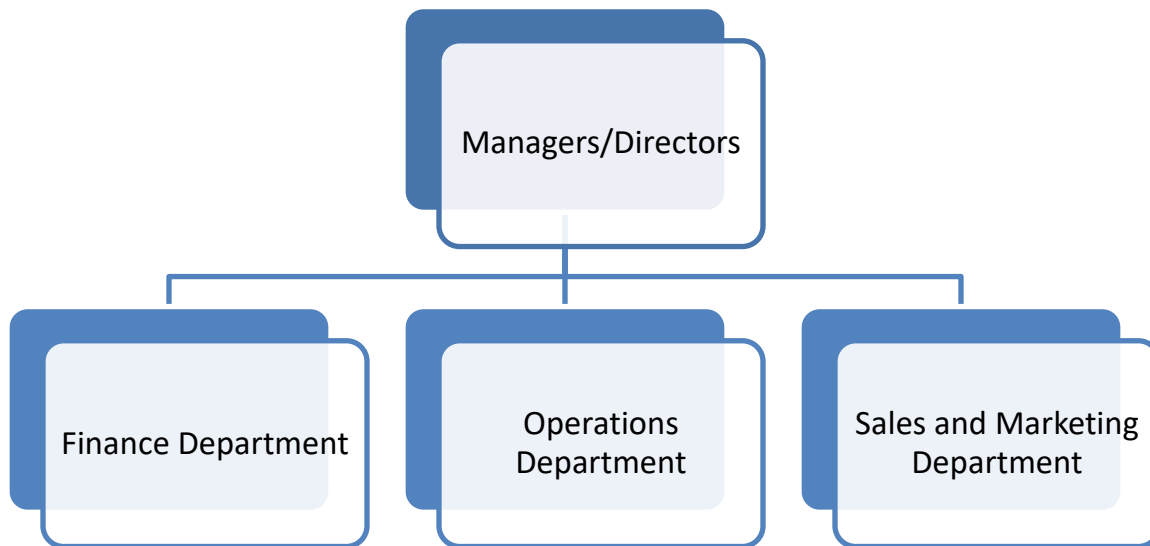 Managers/Directors
Finance Department
Operations
Department
Sales and Marketing
Department